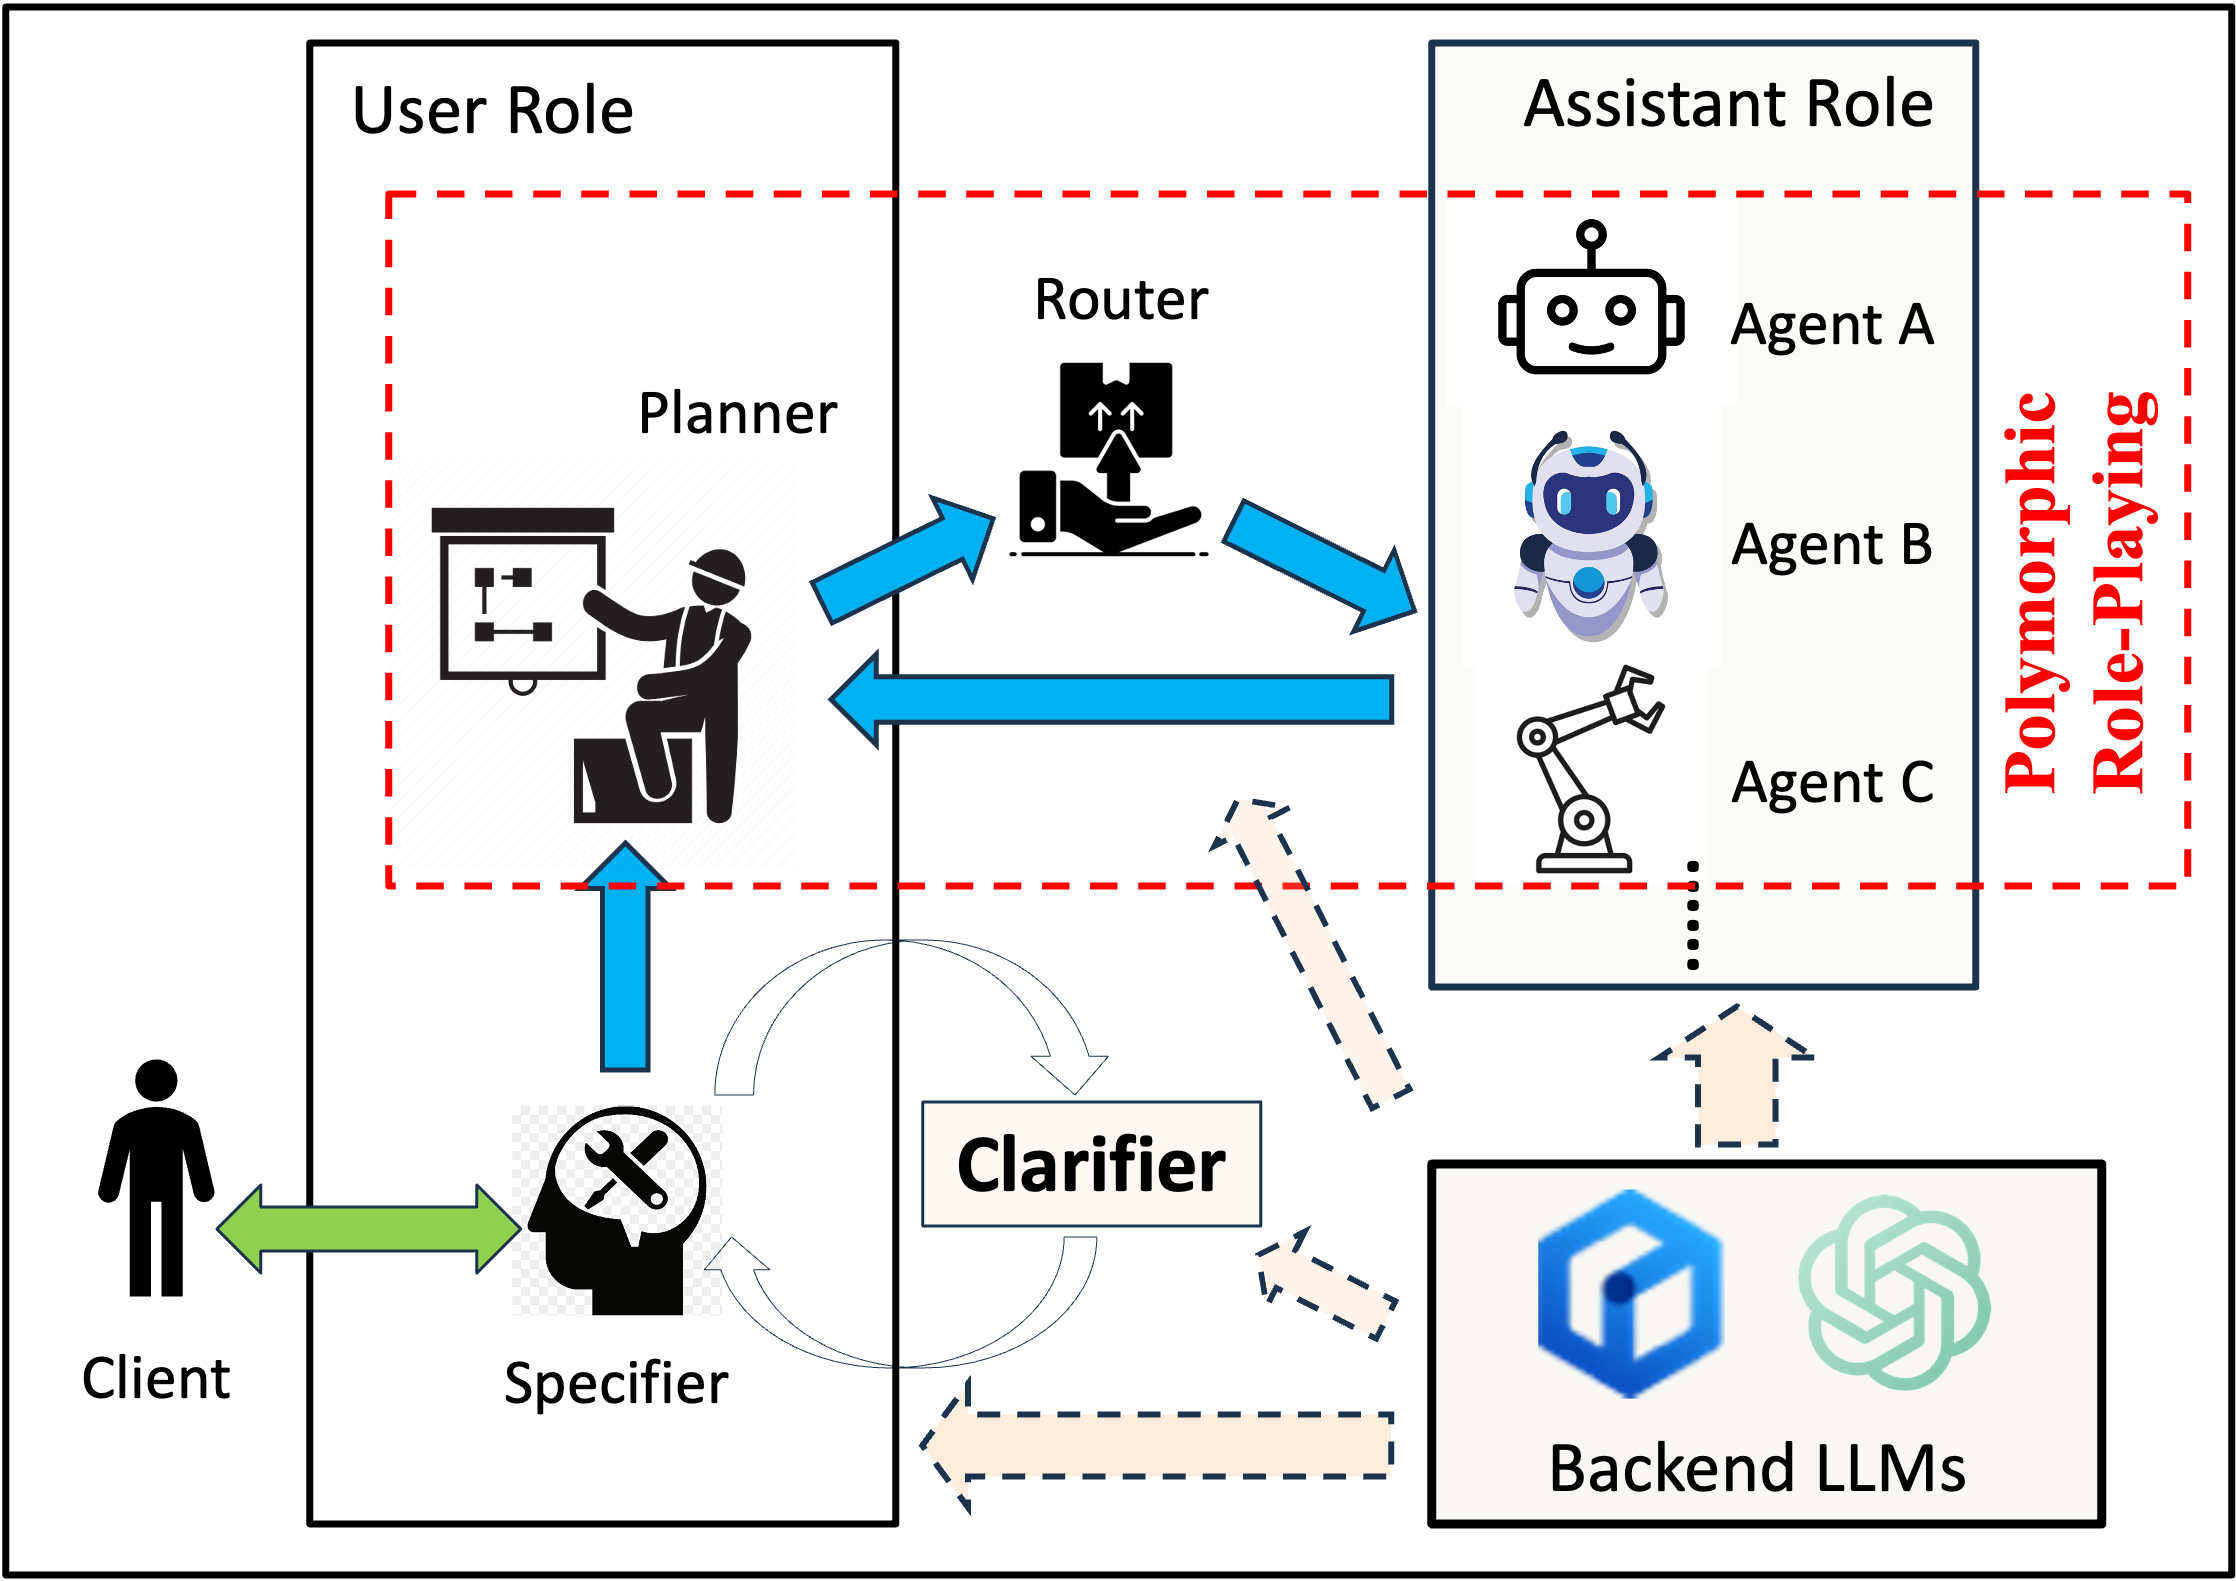 User Role
Assistant Role
Router
Agent A
Planner
Agent B
Agent C
Polymorphic
Role-Playing
Clarifier
Client
Specifier
Backend LLMs